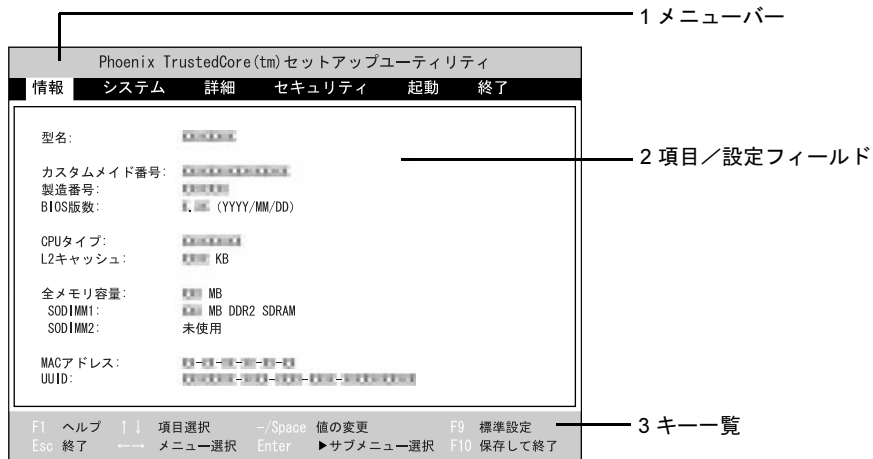 1 メニューバー
Phoenix TrustedCore(tm)セットアップユーティリティ
情報 システム 詳細 セキュリティ 起動 終了
型名:
2 項目／設定フィールド
カスタムメイド番号:
製造番号:
BIOS版数: . (YYYY/MM/DD)
CPUタイプ:
L2キャッシュ: KB
全メモリ容量: MB
SODIMM1: MB DDR2 SDRAM
SODIMM2: 未使用
MACアドレス: - - - - -
UUID: - - - -
F1 ヘルプ ↑↓ 項目選択 -/Space 値の変更 F9 標準設定
3 キー一覧
Esc 終了 ←→ メニュー選択 Enter ▶サブメニュー選択 F10 保存して終了